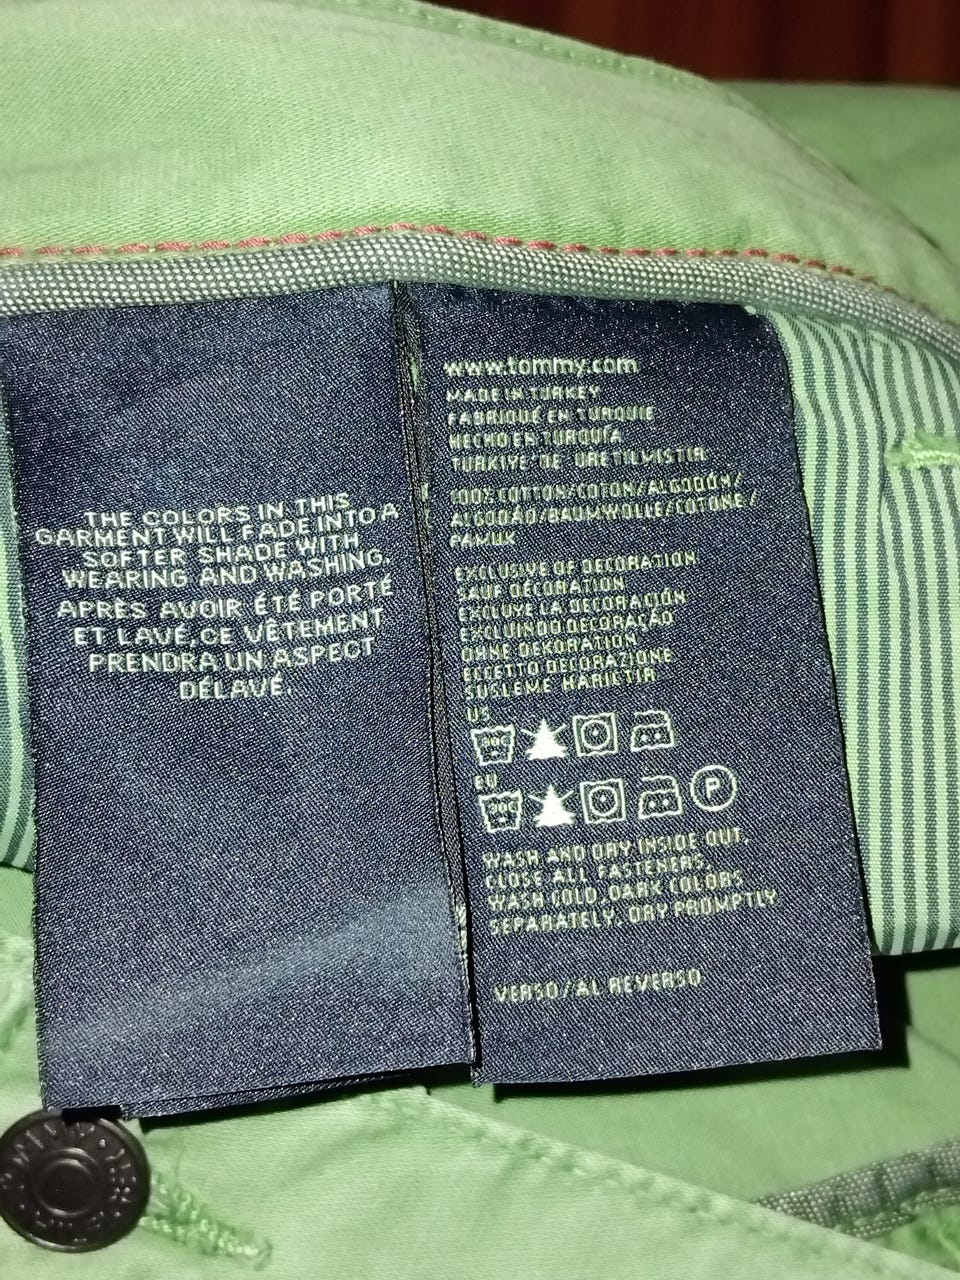 THE COLORS IN THIS
GARMENT WILL FADE INTO A
SOFTER SHADE WITH
WEARING AND WASHING.
APRÈS AVOIR ÉTÉ PORTÉ
ET LAVÉ, CE VÊTEMENT
PRENDRA UN ASPECT
DÉLAVÉ.
www.tommy.com
MADE IN TURKEY
FABRIQUÉ EN TURQUIE
HECHO EN TURQUÍA
TURKIYE'DE URETILMISTIR
100% COTTON/COTON/ALGODÓN/
ALGODÃO/BAUMWOLLE/COTONE/
PAMUK
EXCLUSIVE OF DECORATION
SAUF DÉCORATION
EXCLUYE LA DECORACIÓN
EXCLUINDO DECORAÇÃO
OHNE DEKORATION
ECCETTO DECORAZIONE
SUSLEME HARICTIR
US
EU
P
WASH AND DRY INSIDE OUT.
CLOSE ALL FASTENERS.
WASH COLD, DARK COLORS
SEPARATELY. DRY PROMPTLY
VERSO/AL REVERSO